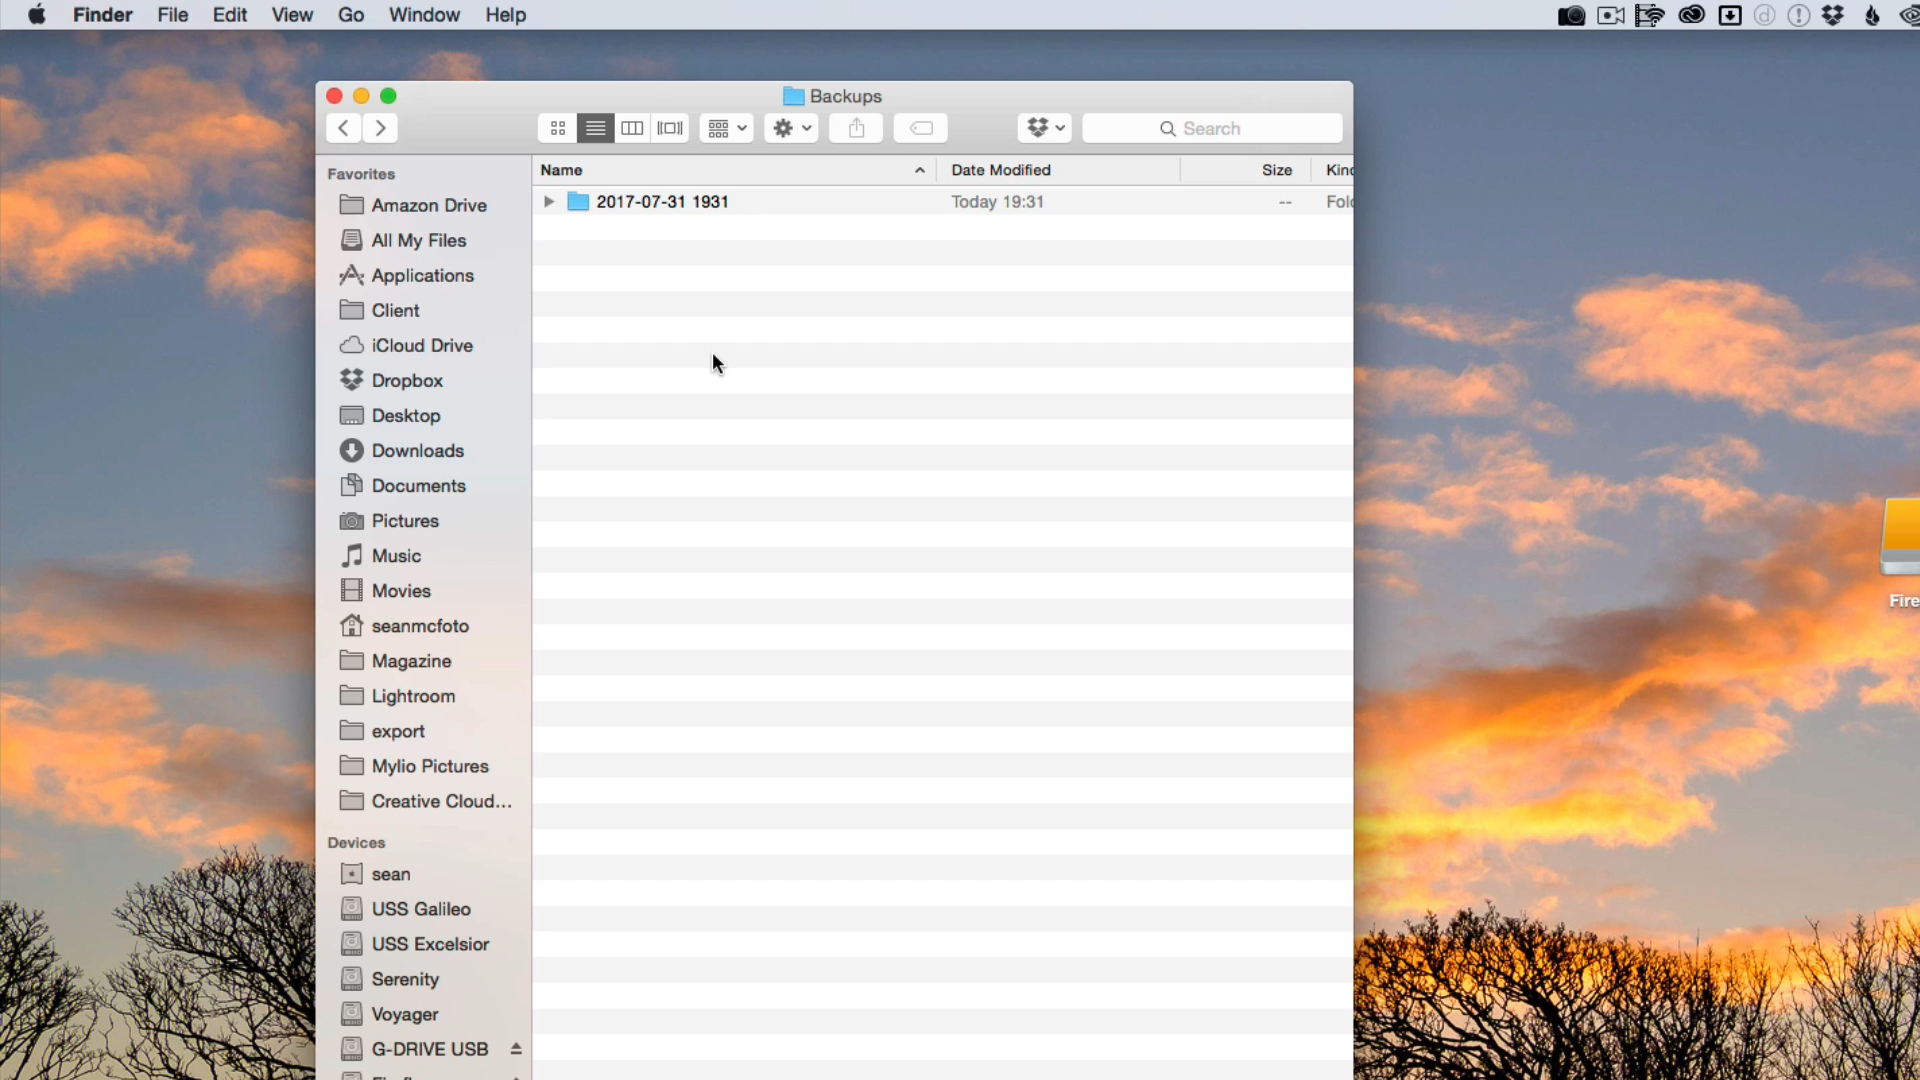 Finder File Edit View Go Window Help
Backups
Search
Favorites
Name Date Modified Size Kind
2017-07-31 1931 Today 19:31 --
Amazon Drive
All My Files
Applications
Client
iCloud Drive
Dropbox
Desktop
Downloads
Documents
Pictures
Music
Movies
seanmcfoto
Magazine
Lightroom
export
Mylio Pictures
Creative Cloud...
Devices
sean
USS Galileo
USS Excelsior
Serenity
Voyager
G-DRIVE USB
Fire